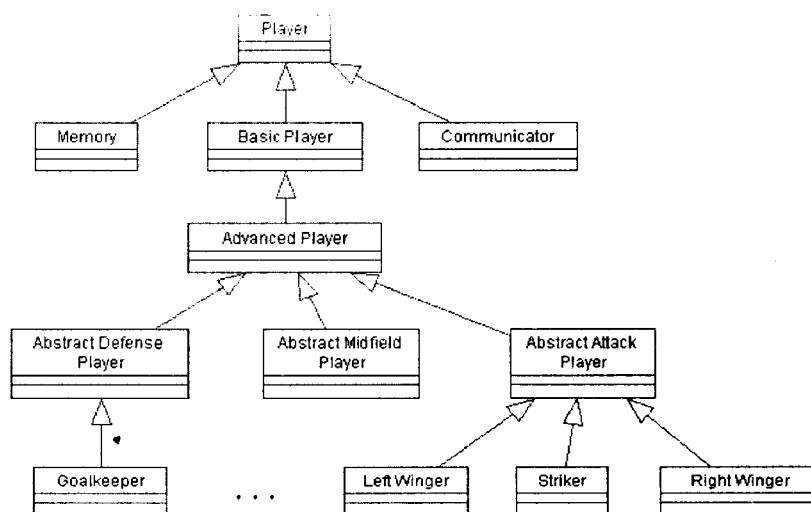 Player
Memory
Basic Player
Communicator
Advanced Player
Abstract Defense
Player
Abstract Midfield
Player
Abstract Attack
Player
Goalkeeper
. . .
Left Winger
Striker
Right Winger